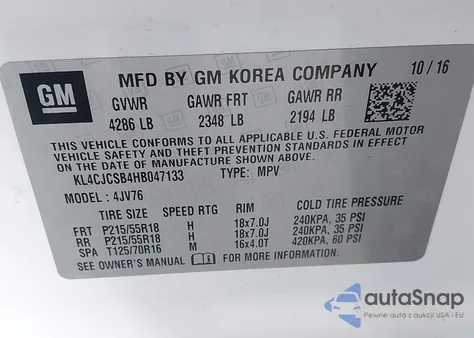 GM MFD BY GM KOREA COMPANY 10/16
GVWR GAWR FRT GAWR RR
4286 LB 2348 LB 2194 LB
THIS VEHICLE CONFORMS TO ALL APPLICABLE U.S. FEDERAL MOTOR
VEHICLE SAFETY AND THEFT PREVENTION STANDARDS IN EFFECT ON
THE DATE OF MANUFACTURE SHOWN ABOVE.
KL4CJCSB4HB047133 TYPE: MPV
MODEL: 4JV76
TIRE SIZE SPEED RTG RIM COLD TIRE PRESSURE
FRT P215/55R18 H 18x7.0J 240KPA, 35 PSI
RR P215/55R18 H 18x7.0J 240KPA, 35 PSI
SPA T125/70R16 M 16x4.0T 420KPA, 60 PSI
SEE OWNER'S MANUAL FOR MORE INFORMATION.
autoSnap
Pewne auta z aukcji USA i EU